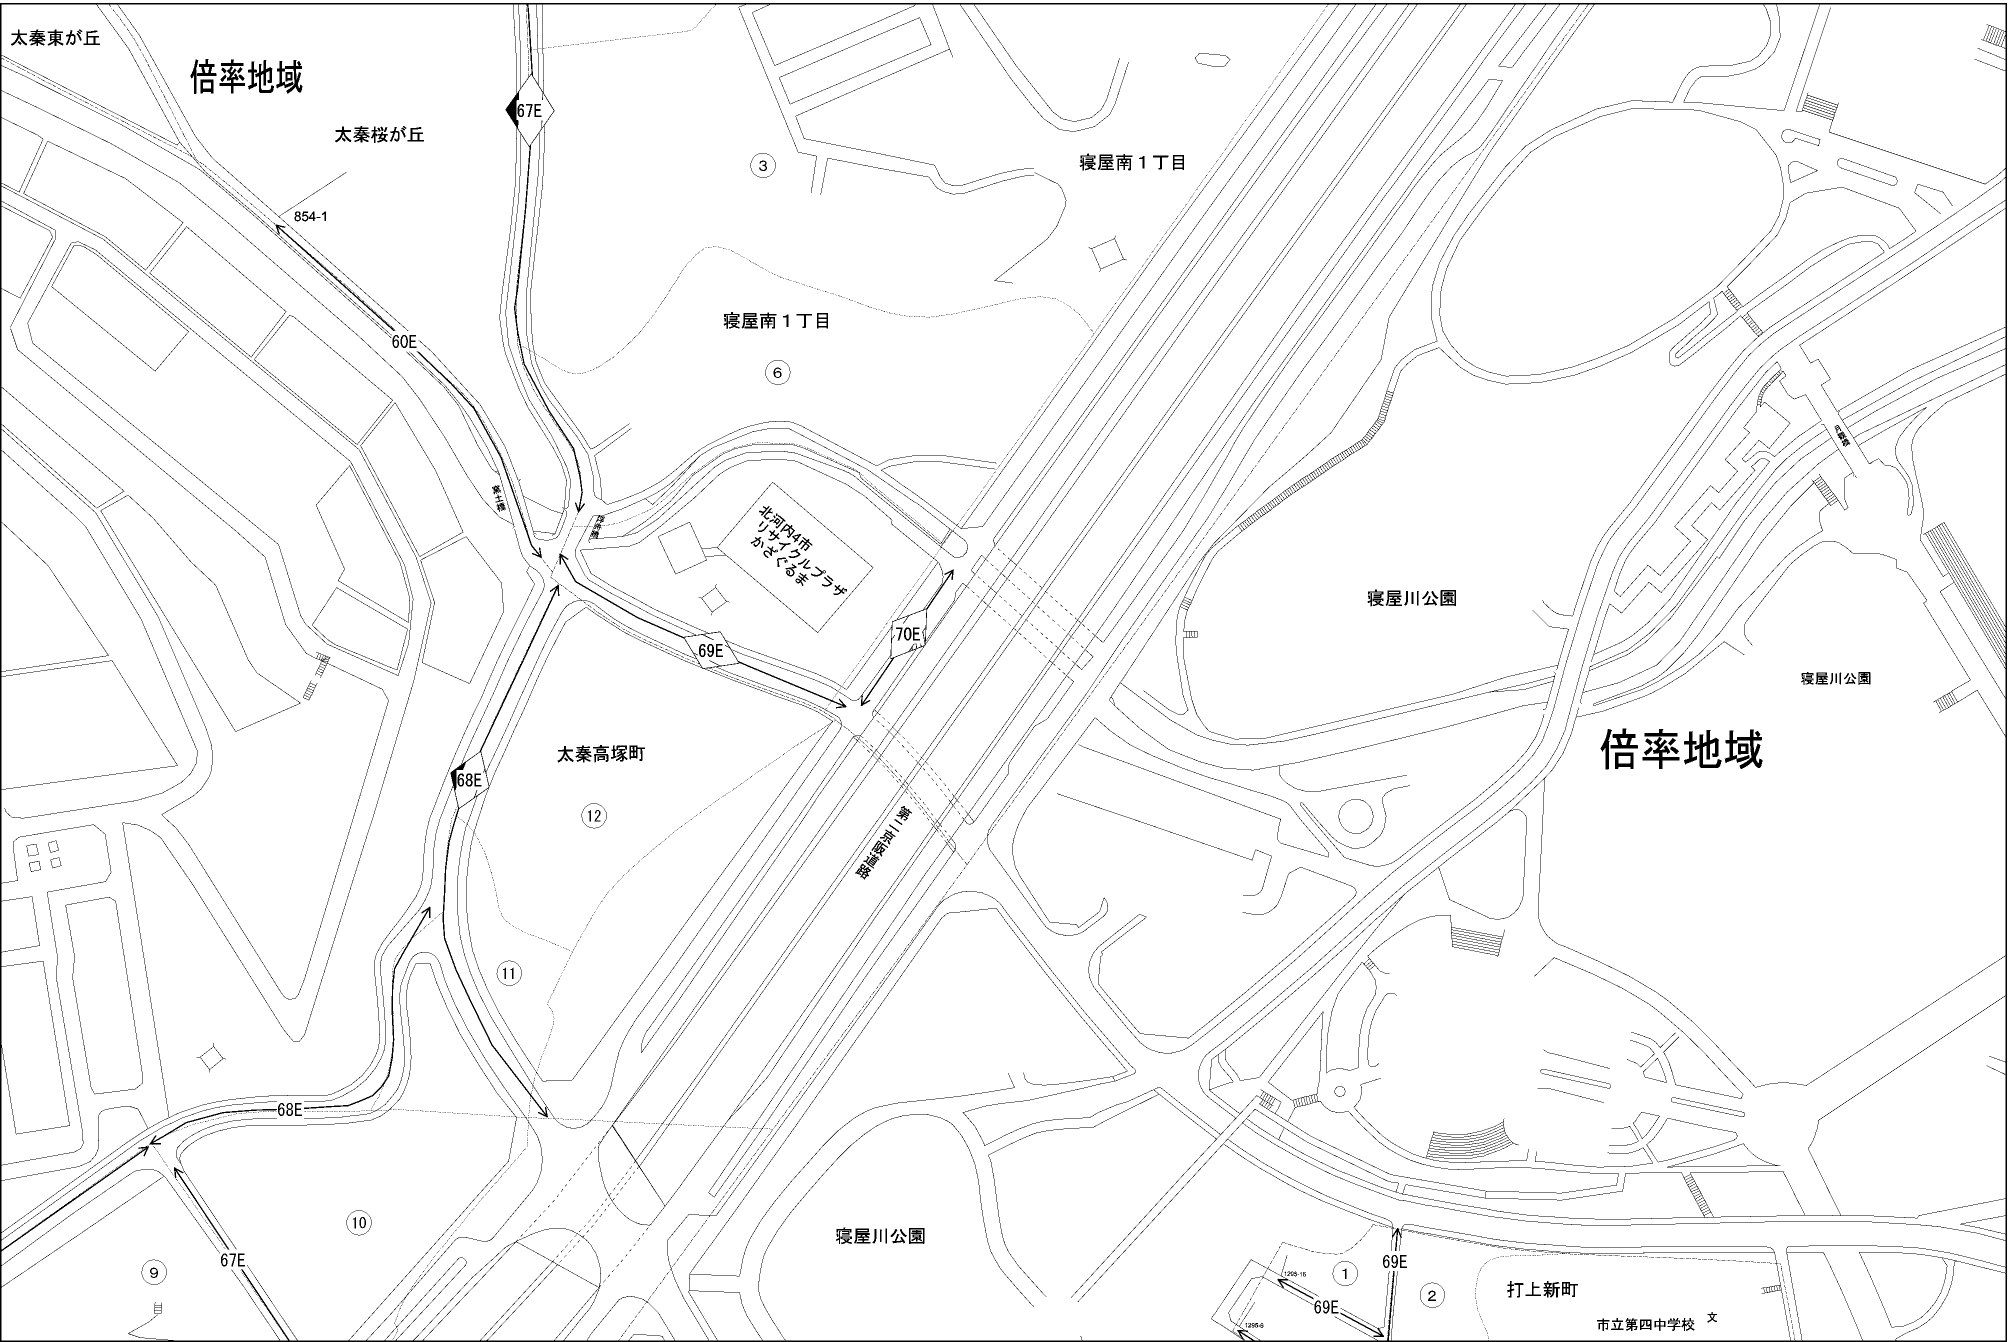 太秦東が丘
倍率地域
67E
太秦桜が丘
3
寝屋南1丁目
854-1
60E
寝屋南1丁目
6
北河内4市
リサイクルプラザ
かざぐるま
寝屋川公園
70E
69E
寝屋川公園
太秦高塚町
倍率地域
68E
12
第二京阪道路
11
68E
10
寝屋川公園
67E
9
1
69E
2
打上新町
1295-16
69E
市立第四中学校
文
1295-6